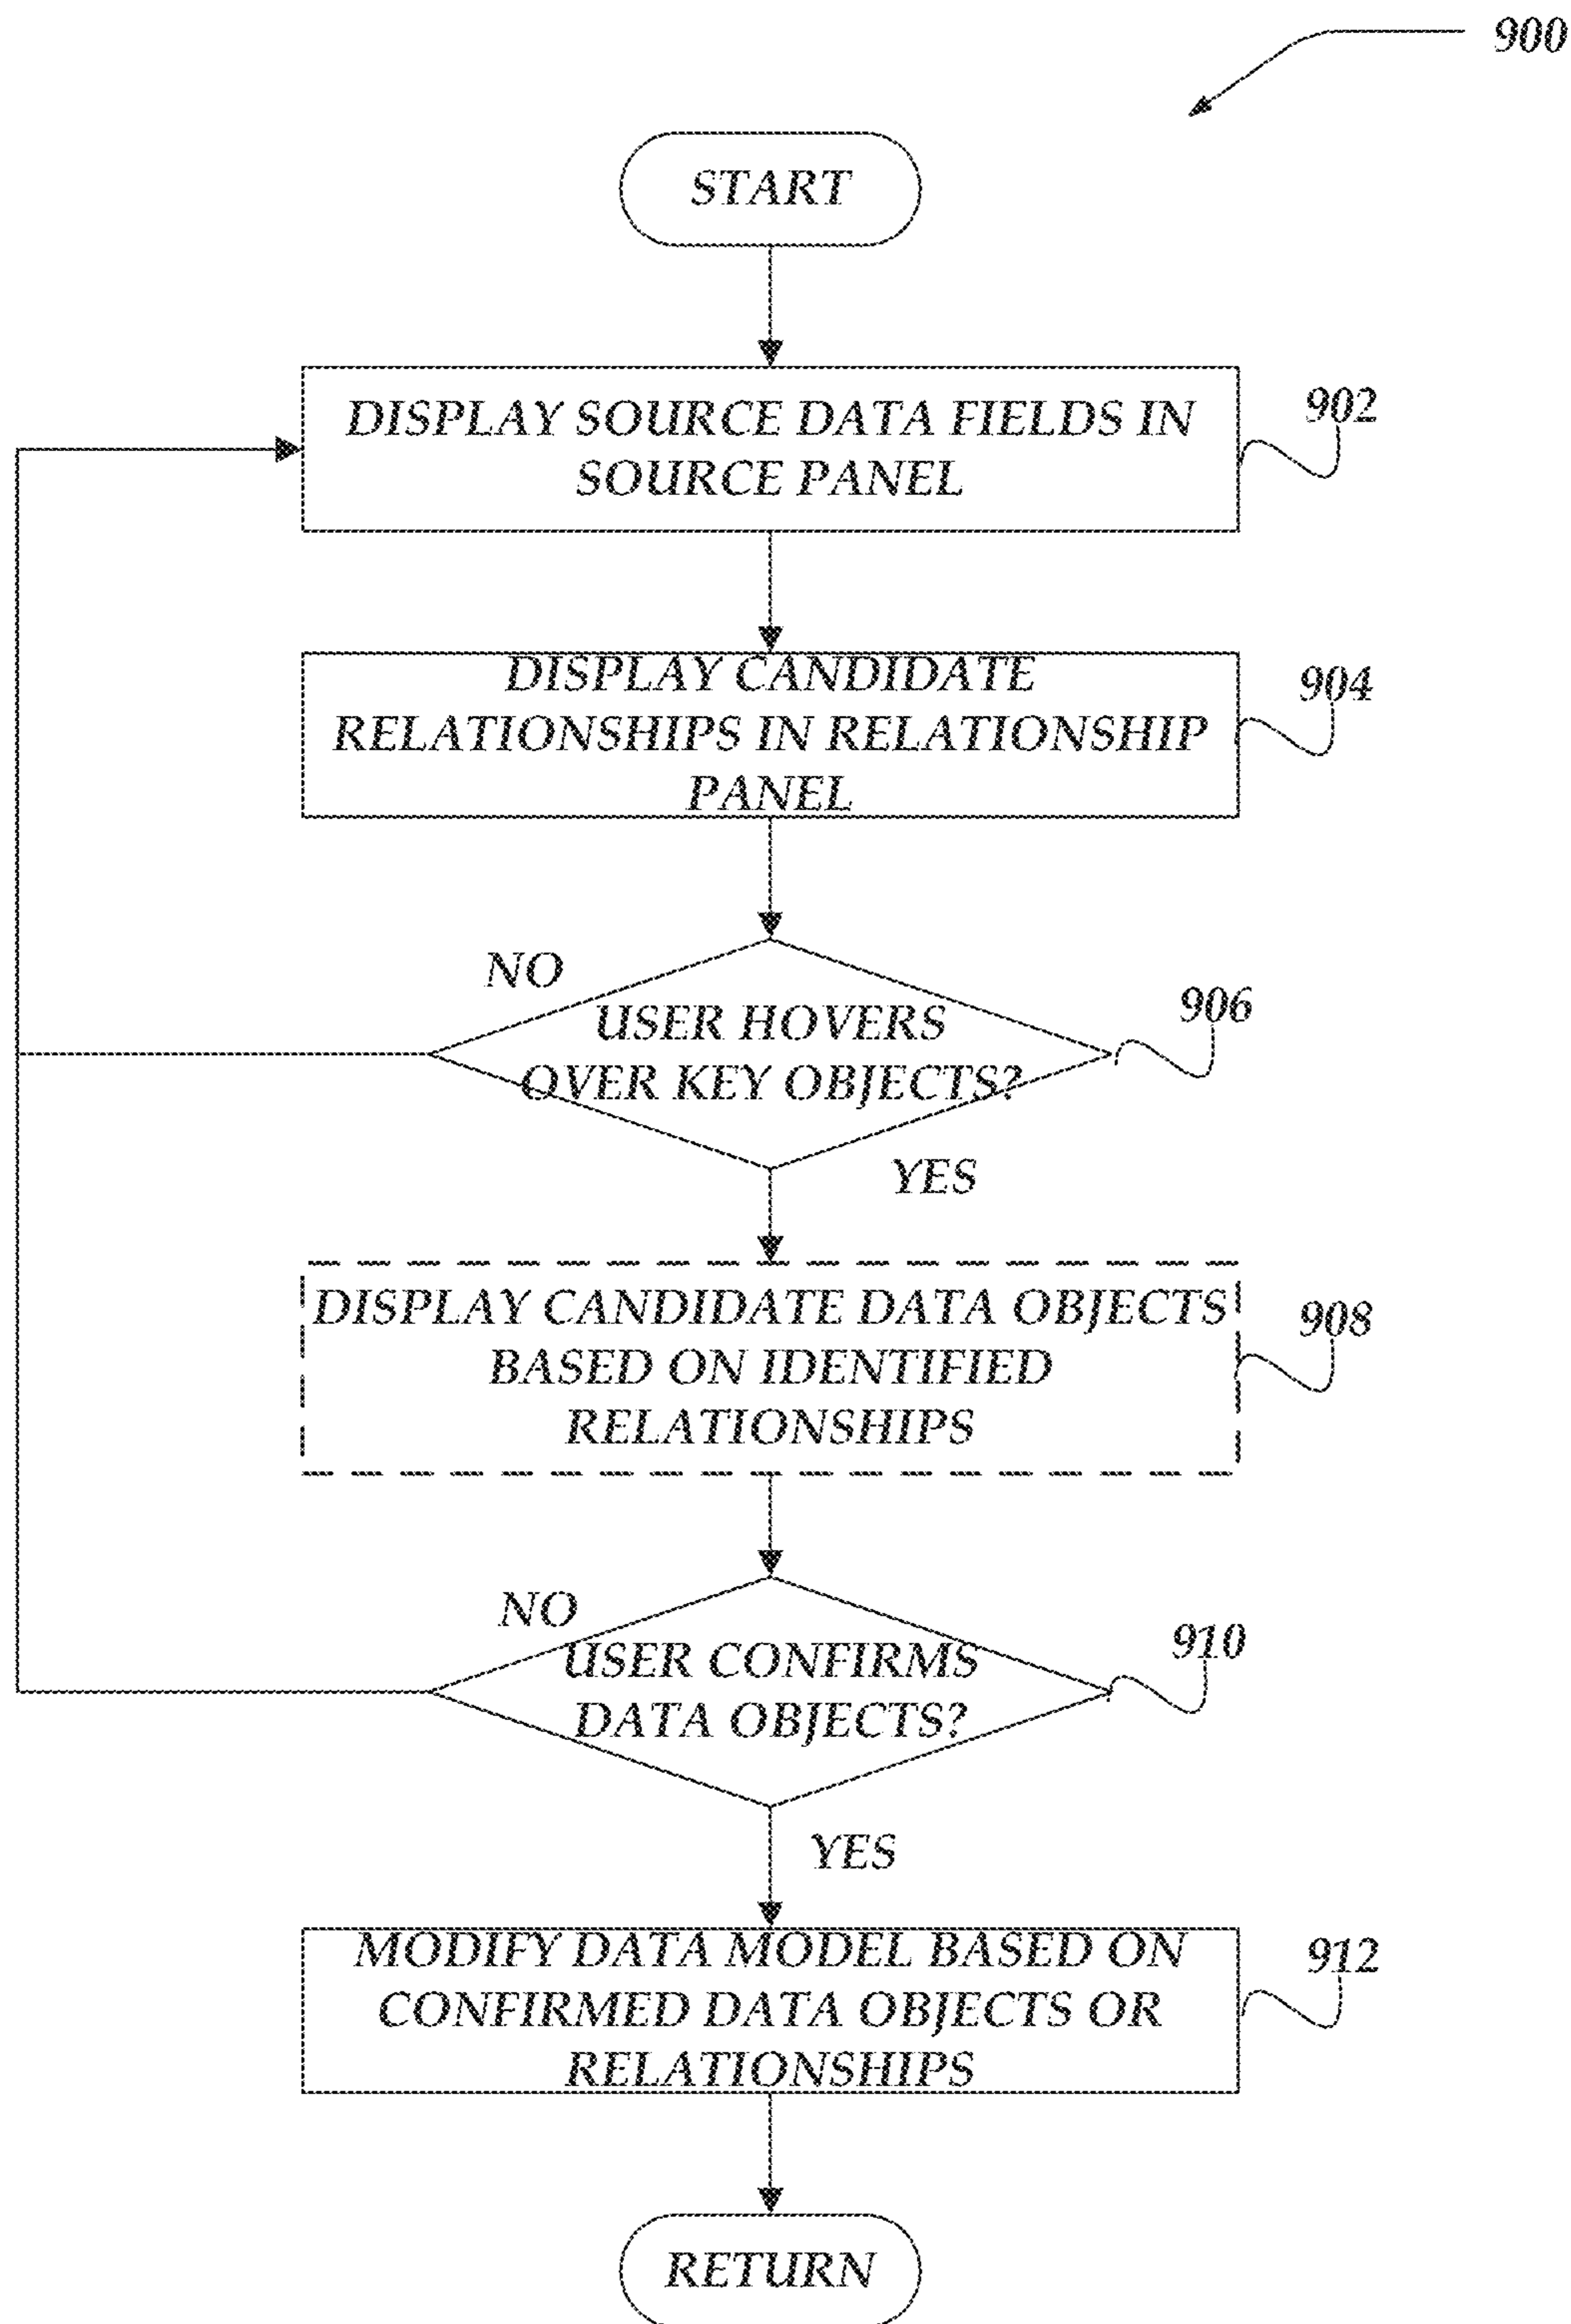 900
START
DISPLAY SOURCE DATA FIELDS IN
SOURCE PANEL
902
DISPLAY CANDIDATE
RELATIONSHIPS IN RELATIONSHIP
PANEL
904
NO
USER HOVERS
OVER KEY OBJECTS?
906
YES
DISPLAY CANDIDATE DATA OBJECTS
BASED ON IDENTIFIED
RELATIONSHIPS
908
NO
USER CONFIRMS
DATA OBJECTS?
910
YES
MODIFY DATA MODEL BASED ON
CONFIRMED DATA OBJECTS OR
RELATIONSHIPS
912
RETURN